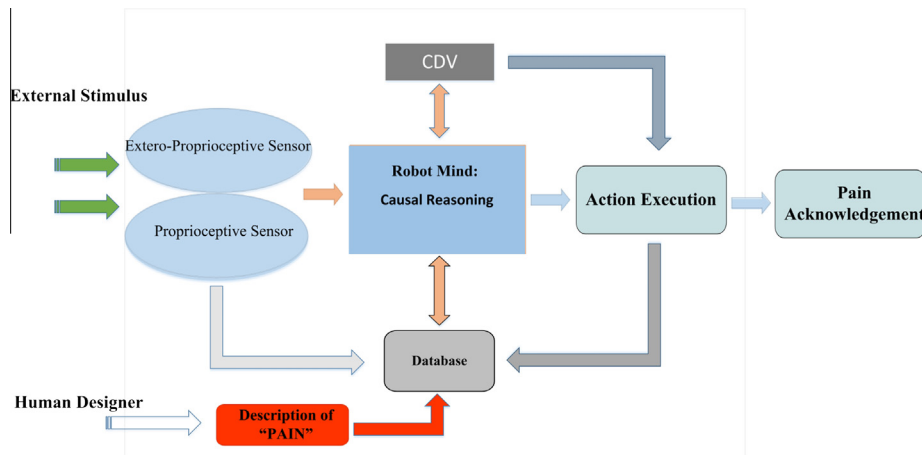 CDV
External Stimulus
Extero-Proprioceptive Sensor
Robot Mind:
Causal Reasoning
Action Execution
Pain
Acknowledgement
Proprioceptive Sensor
Database
Human Designer
Description of
“PAIN”